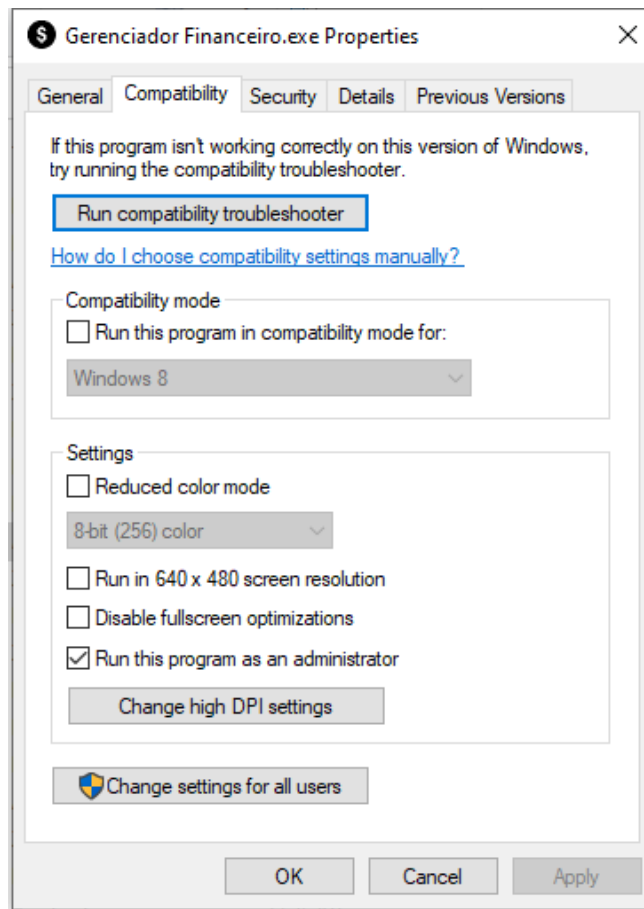 Gerenciador Financeiro.exe Properties
General Compatibility Security Details Previous Versions
If this program isn't working correctly on this version of Windows,
try running the compatibility troubleshooter.
Run compatibility troubleshooter
How do I choose compatibility settings manually?
Compatibility mode
Run this program in compatibility mode for:
Windows 8
Settings
Reduced color mode
8-bit (256) color
Run in 640 x 480 screen resolution
Disable fullscreen optimizations
Run this program as an administrator
Change high DPI settings
Change settings for all users
OK Cancel Apply